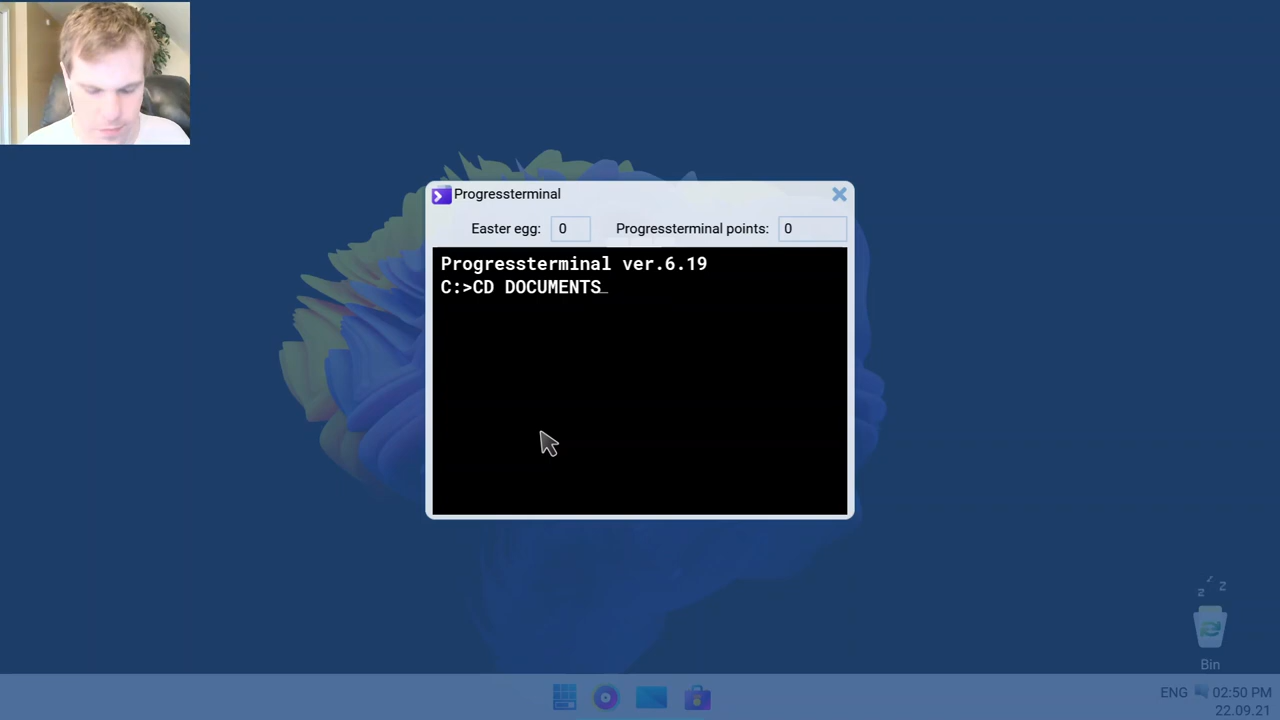 Progressterminal
Easter egg: 0 Progressterminal points: 0
Progressterminal ver.6.19
C:>CD DOCUMENTS_
z z z
Bin
ENG 02:50 PM
22.09.21